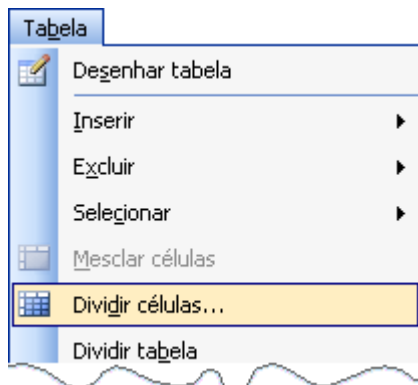 Tabela
Desenhar tabela
Inserir
Excluir
Selecionar
Mesclar células
Dividir células...
Dividir tabela